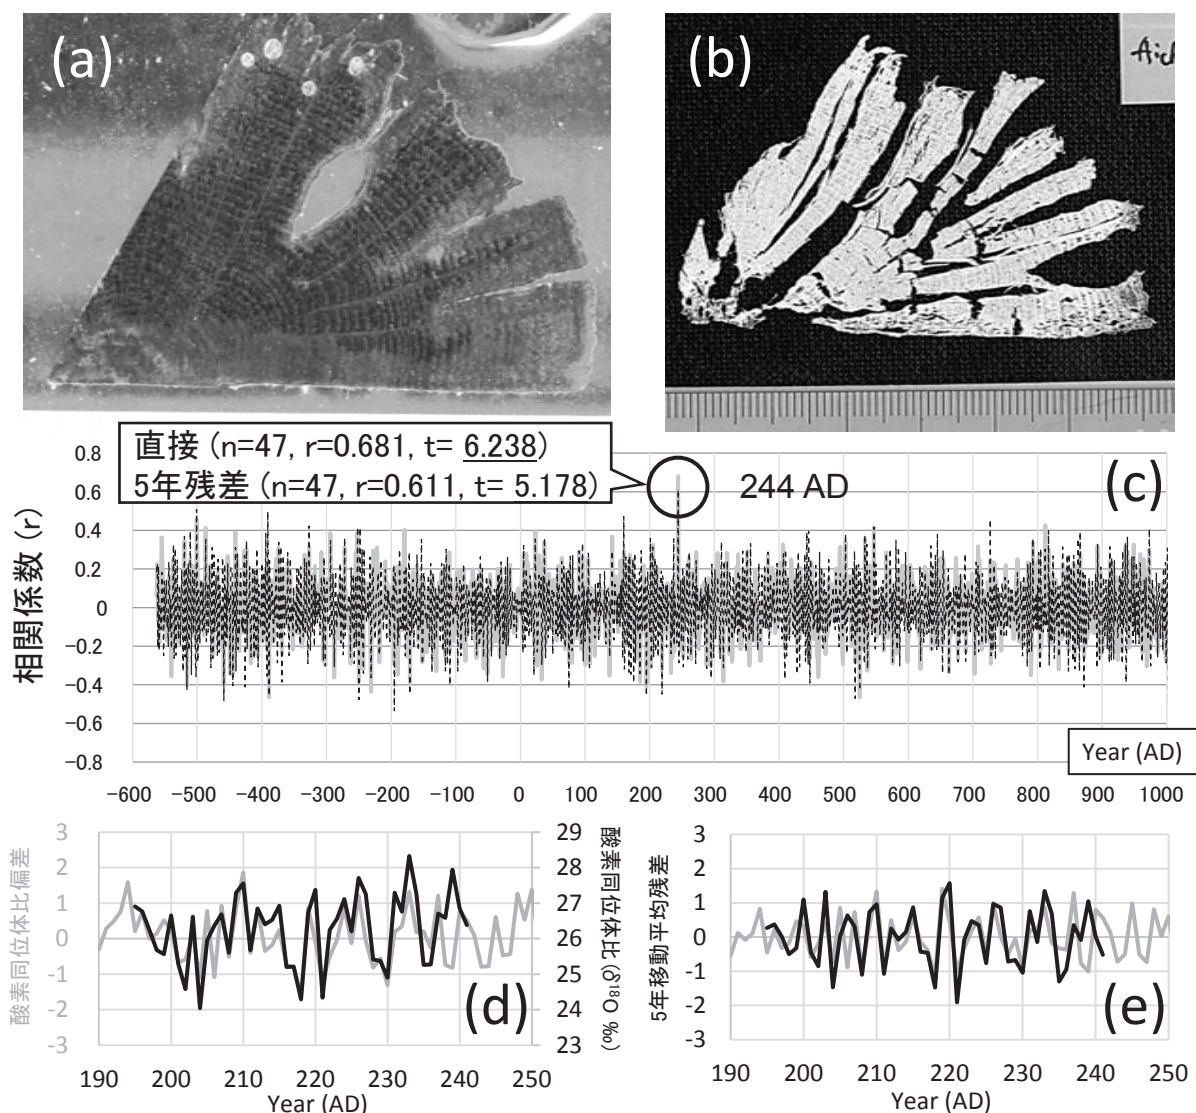 (a)
(b)
Aich
直接 (n=47, r=0.681, t= 6.238)
5年残差 (n=47, r=0.611, t= 5.178)
244 AD
(c)
相関係数 (r)
0.8
0.6
0.4
0.2
0
−0.2
−0.4
−0.6
−0.8
Year (AD)
−600 −500 −400 −300 −200 −100 0 100 200 300 400 500 600 700 800 900 1000
酸素同位体比偏差
3
2
1
0
-1
-2
-3
29
28
27
26
25
24
23
酸素同位体比 (δ18O ‰)
(d)
190 200 210 220 230 240 250
Year (AD)
5年移動平均残差
3
2
1
0
-1
-2
-3
(e)
190 200 210 220 230 240 250
Year (AD)